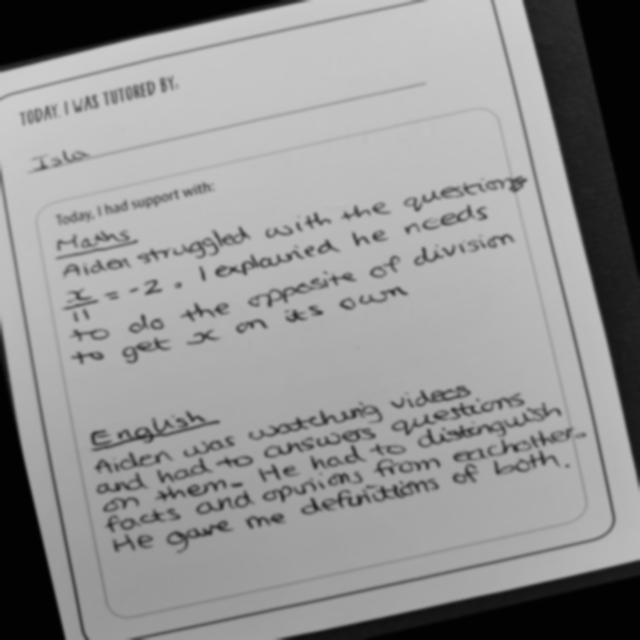 TODAY, I WAS TUTORED BY:
Isla
Today, I had support with:
Maths
Aiden struggled with the questions
x/11 = -2. I explained he needs
to do the opposite of division
to get x on its own
English
Aiden was watching videos
and had to answers questions
on them. He had to distinguish
facts and opinions from eachother.
He gave me definitions of both.